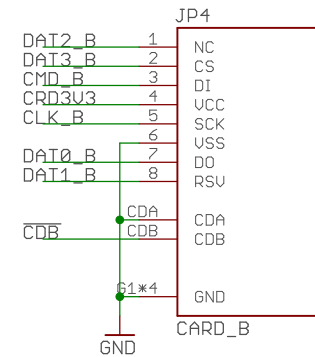 JP4
DAT2_B 1 NC
DAT3_B 2 CS
CMD_B 3 DI
CRD3V3 4 VCC
CLK_B 5 SCK
6 VSS
DAT0_B 7 DO
DAT1_B 8 RSV
CDA CDA
CDB CDB CDB
G1*4 GND
GND CARD_B